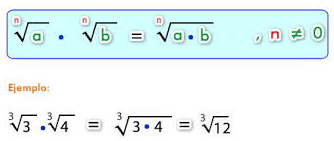 ⁿ√a • ⁿ√b = ⁿ√a•b , n ≠ 0
Ejemplo:
³√3 • ³√4 = ³√3•4 = ³√12